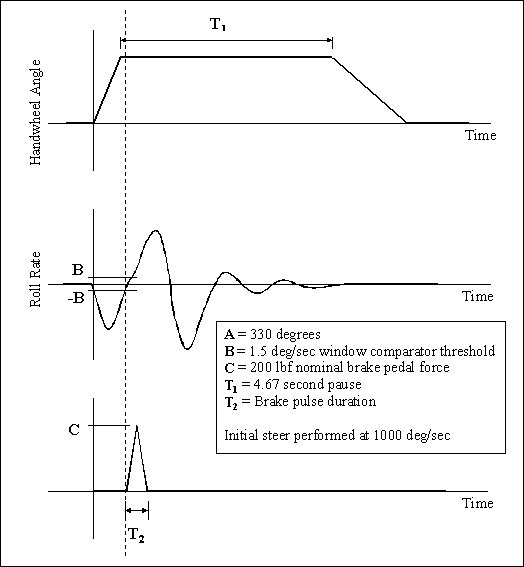 T1
Handwheel Angle
Time
Roll Rate
B
-B
Time
A = 330 degrees
B = 1.5 deg/sec window comparator threshold
C = 200 lbf nominal brake pedal force
T1 = 4.67 second pause
T2 = Brake pulse duration
Initial steer performed at 1000 deg/sec
C
Time
T2